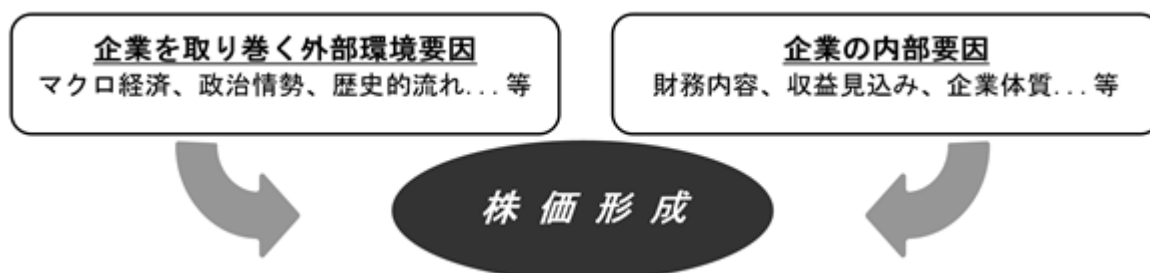 企業を取り巻く外部環境要因
マクロ経済、政治情勢、歴史的流れ...等
企業の内部要因
財務内容、収益見込み、企業体質...等
株価形成